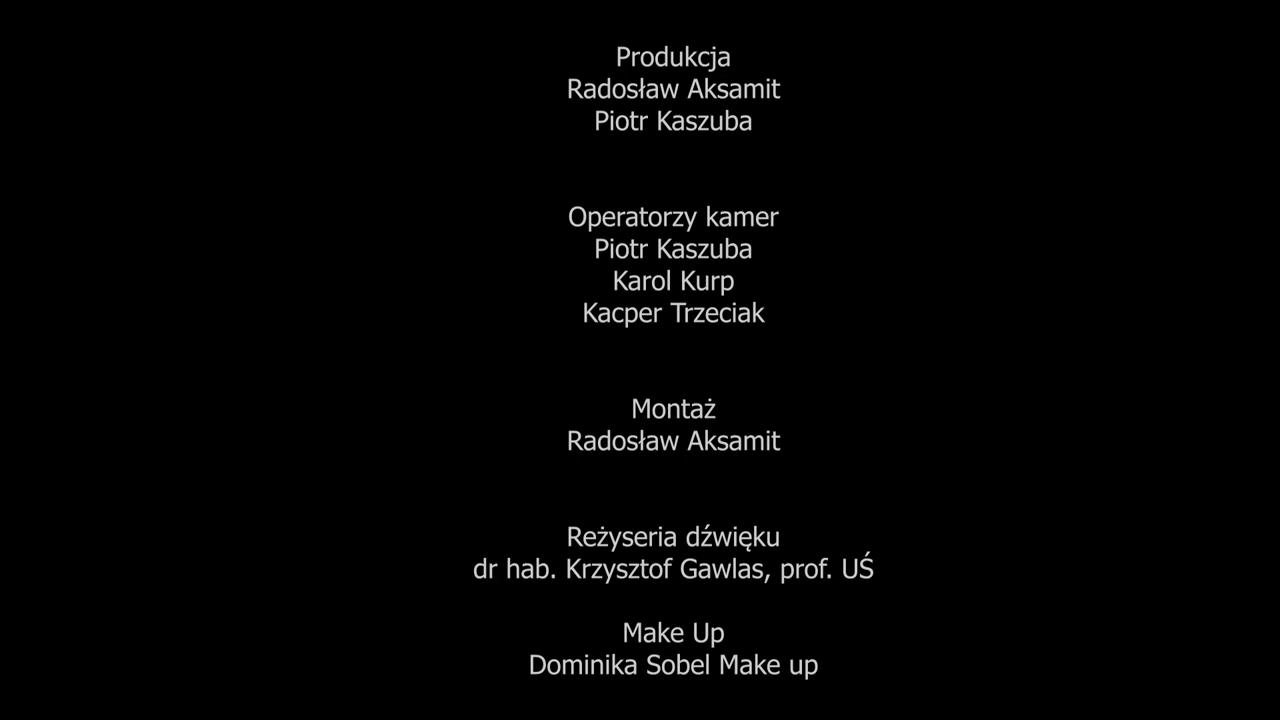 Produkcja
Radosław Aksamit
Piotr Kaszuba
Operatorzy kamer
Piotr Kaszuba
Karol Kurp
Kacper Trzeciak
Montaż
Radosław Aksamit
Reżyseria dźwięku
dr hab. Krzysztof Gawlas, prof. UŚ
Make Up
Dominika Sobel Make up